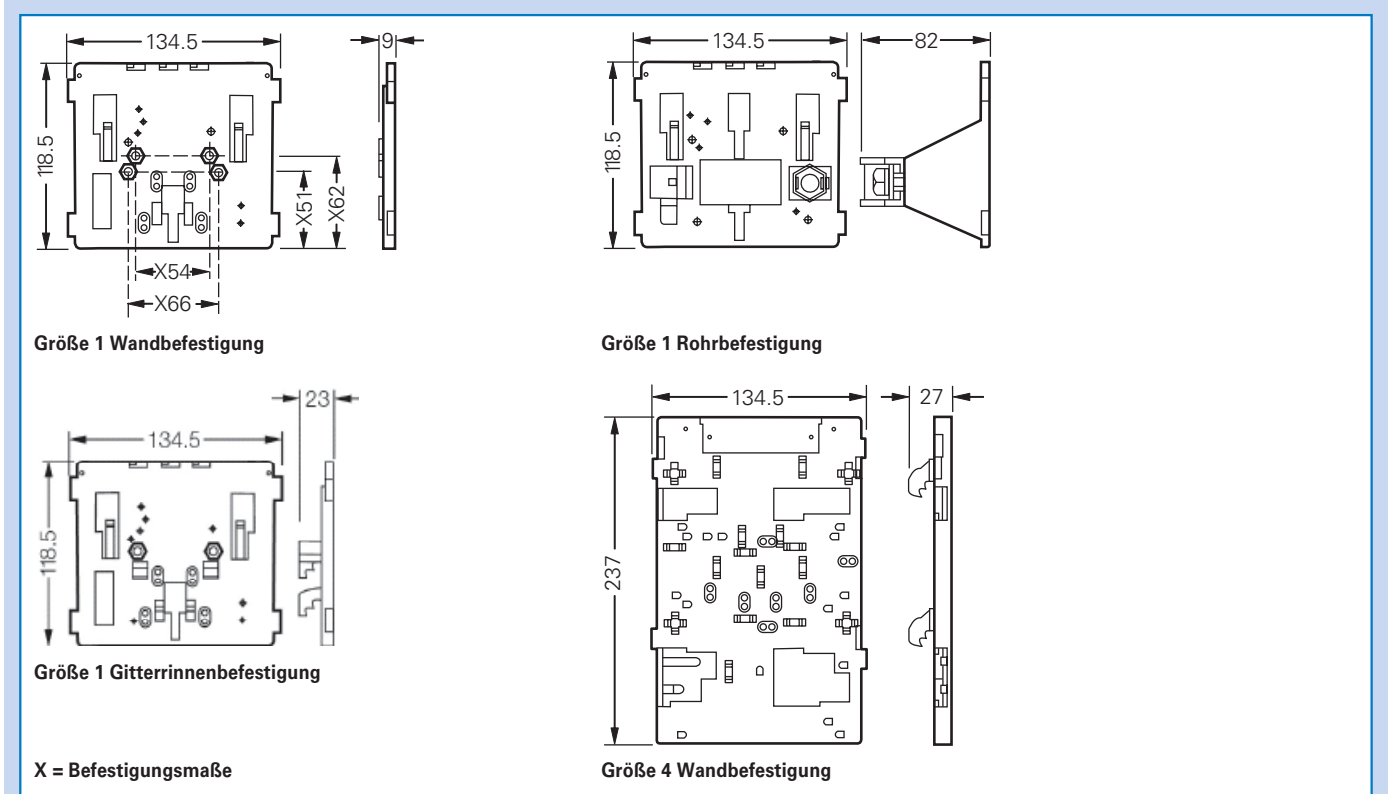 134.5
9
118.5
X51
X62
X54
X66
Größe 1 Wandbefestigung
134.5
82
118.5
Größe 1 Rohrbefestigung
23
134.5
118.5
Größe 1 Gitterrinnenbefestigung
134.5
27
237
X = Befestigungsmaße
Größe 4 Wandbefestigung